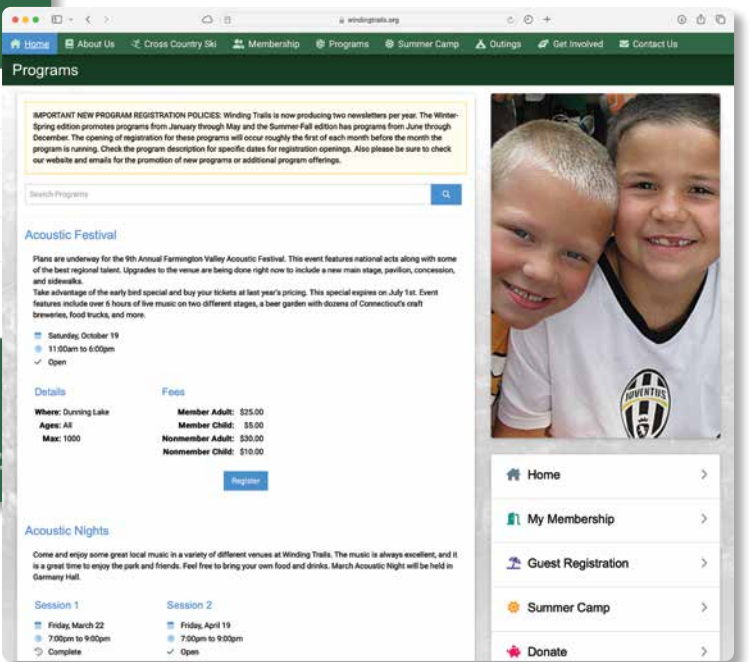 windingtrails.org
Home About Us Cross Country Ski Membership Programs Summer Camp Outings Get Involved Contact Us
Programs
IMPORTANT NEW PROGRAM REGISTRATION POLICIES: Winding Trails is now producing two newsletters per year. The Winter-
Spring edition promotes programs from January through May and the Summer-Fall edition has programs from June through
December. The opening of registration for these programs will occur roughly the first of each month before the month the
program is running. Check the program description for specific dates for registration openings. Also please be sure to check
our website and emails for the promotion of new programs or additional program offerings.
Search Programs
Acoustic Festival
Plans are underway for the 9th Annual Farmington Valley Acoustic Festival. This event features national acts along with some
of the best regional talent. Upgrades to the venue are being done right now to include a new main stage, pavilion, concession,
and sidewalks.
Take advantage of the early bird special and buy your tickets at last year's pricing. This special expires on July 1st. Event
features include over 6 hours of live music on two different stages, a beer garden with dozens of Connecticut's craft
breweries, food trucks, and more.
Saturday, October 19
11:00am to 6:00pm
Open
Details
Where: Dunning Lake
Ages: All
Max: 1000
Fees
Member Adult: $25.00
Member Child: $5.00
Nonmember Adult: $30.00
Nonmember Child: $10.00
Register
Acoustic Nights
Come and enjoy some great local music in a variety of different venues at Winding Trails. The music is always excellent, and it
is a great time to enjoy the park and friends. Feel free to bring your own food and drinks. March Acoustic Night will be held in
Garmany Hall.
Session 1
Friday, March 22
7:00pm to 9:00pm
Complete
Session 2
Friday, April 19
7:00pm to 9:00pm
Open
JUVENTUS
Home
My Membership
Guest Registration
Summer Camp
Donate